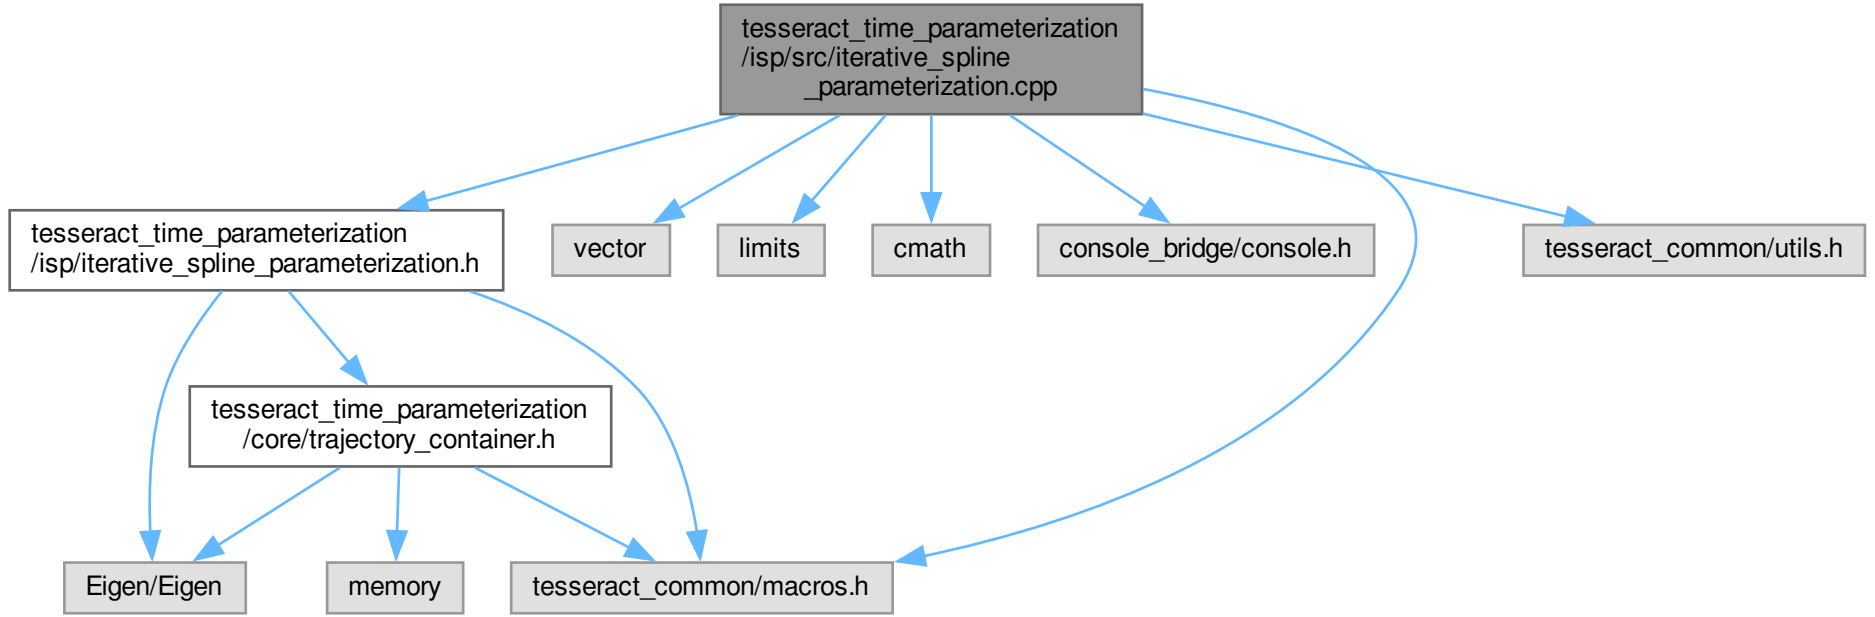 tesseract_time_parameterization
/isp/src/iterative_spline
_parameterization.cpp
tesseract_time_parameterization
/isp/iterative_spline_parameterization.h
vector
limits
cmath
console_bridge/console.h
tesseract_common/utils.h
tesseract_time_parameterization
/core/trajectory_container.h
Eigen/Eigen
memory
tesseract_common/macros.h